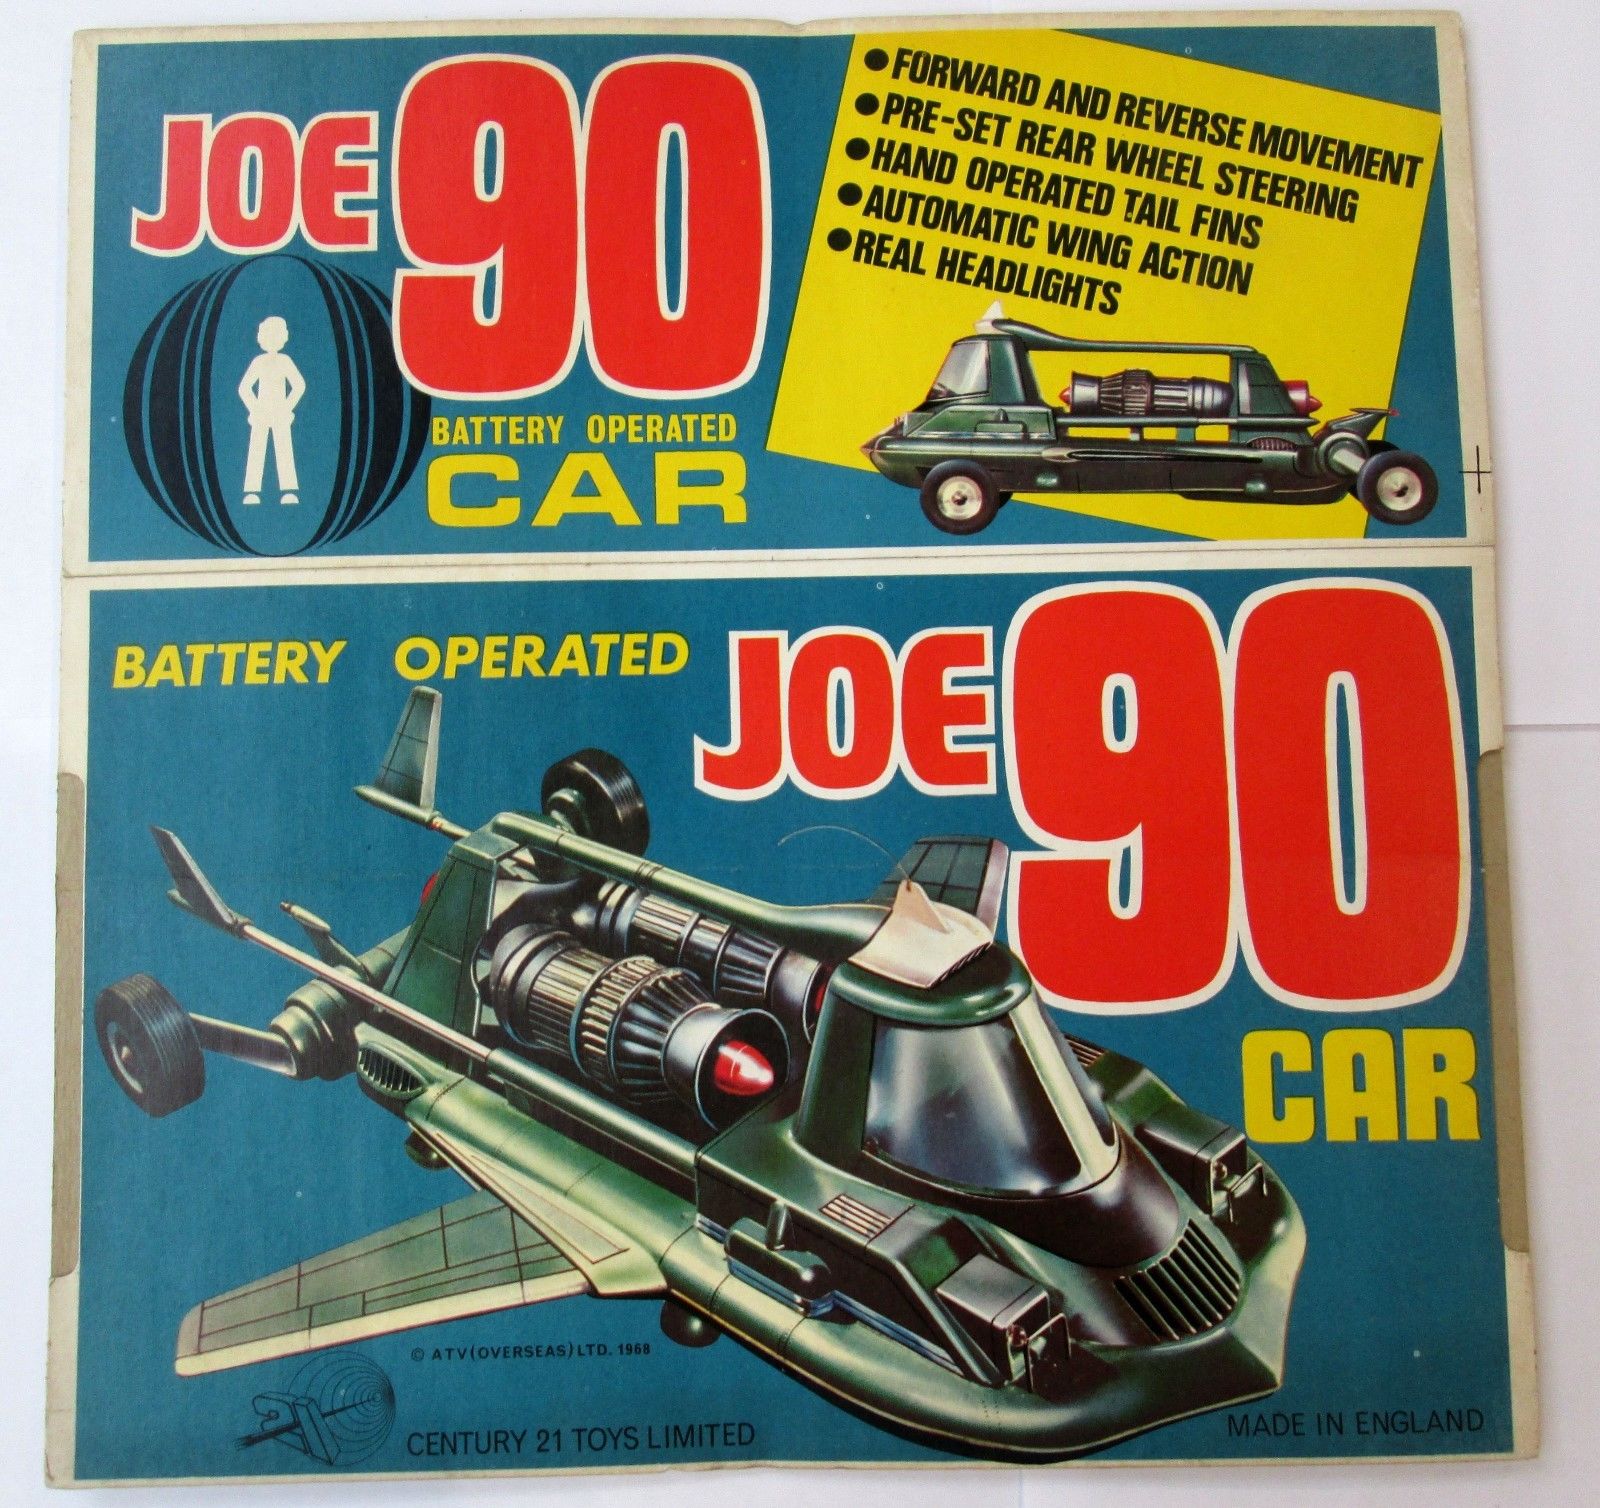 JOE 90
BATTERY OPERATED
CAR
● FORWARD AND REVERSE MOVEMENT
● PRE-SET REAR WHEEL STEERING
● HAND OPERATED TAIL FINS
● AUTOMATIC WING ACTION
● REAL HEADLIGHTS
BATTERY OPERATED
JOE 90
CAR
© ATV (OVERSEAS) LTD. 1968
21
CENTURY 21 TOYS LIMITED
MADE IN ENGLAND